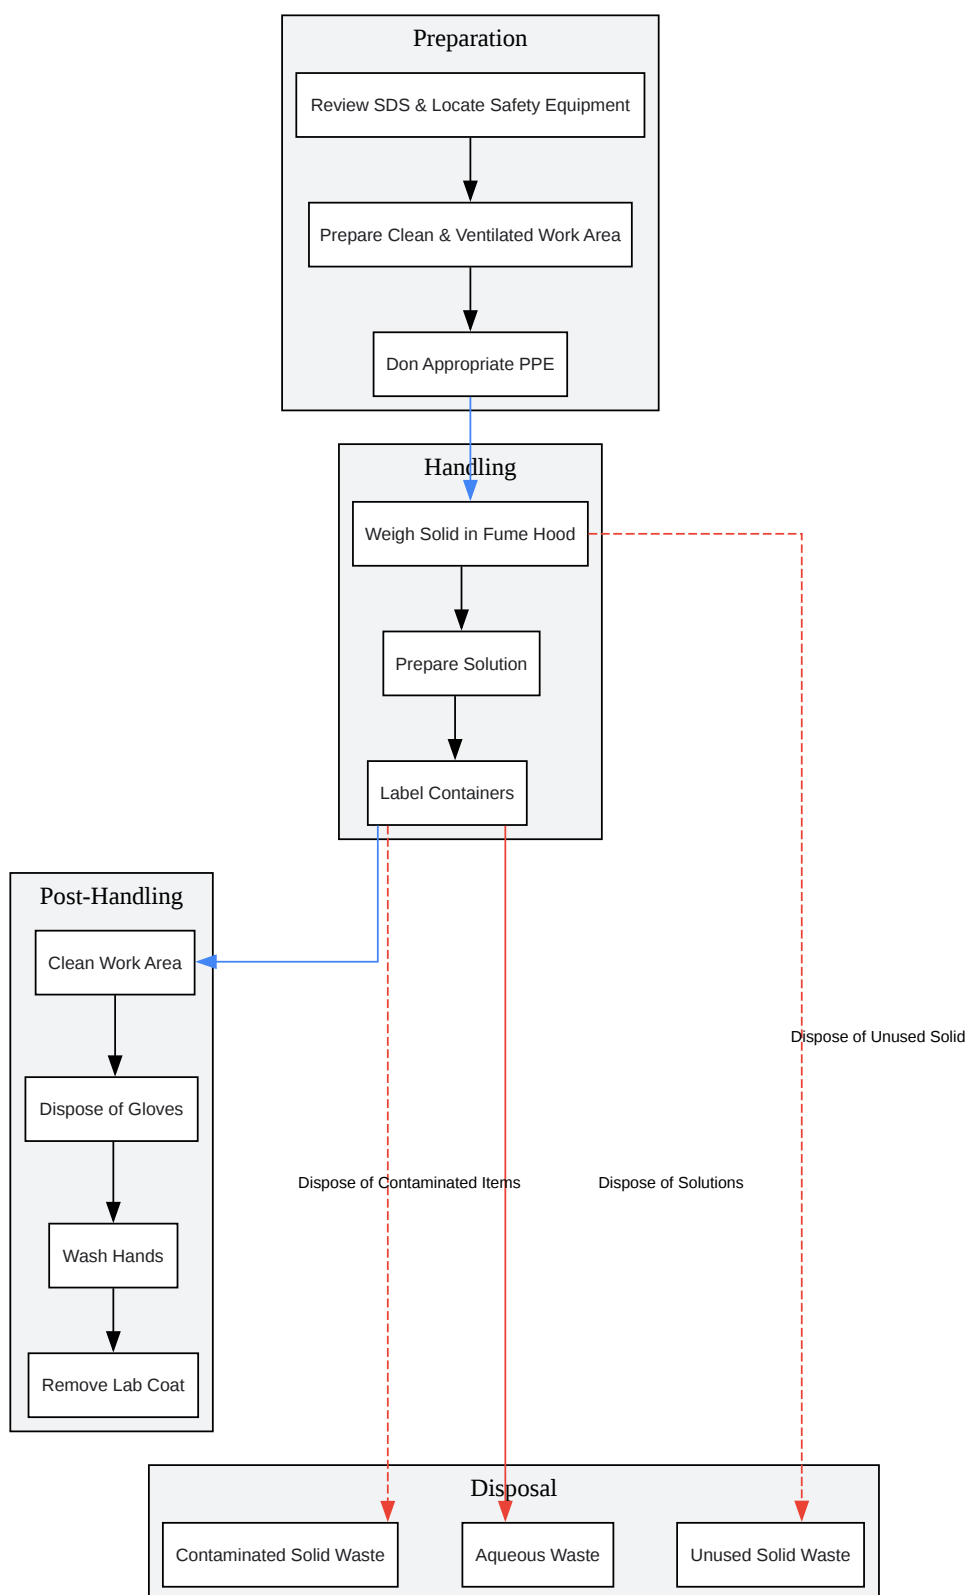 Preparation
Review SDS & Locate Safety Equipment
Prepare Clean & Ventilated Work Area
Don Appropriate PPE
Handling
Weigh Solid in Fume Hood
Prepare Solution
Label Containers
Post-Handling
Clean Work Area
Dispose of Unused Solid
Dispose of Gloves
Dispose of Contaminated Items
Dispose of Solutions
Wash Hands
Remove Lab Coat
Disposal
Contaminated Solid Waste
Aqueous Waste
Unused Solid Waste